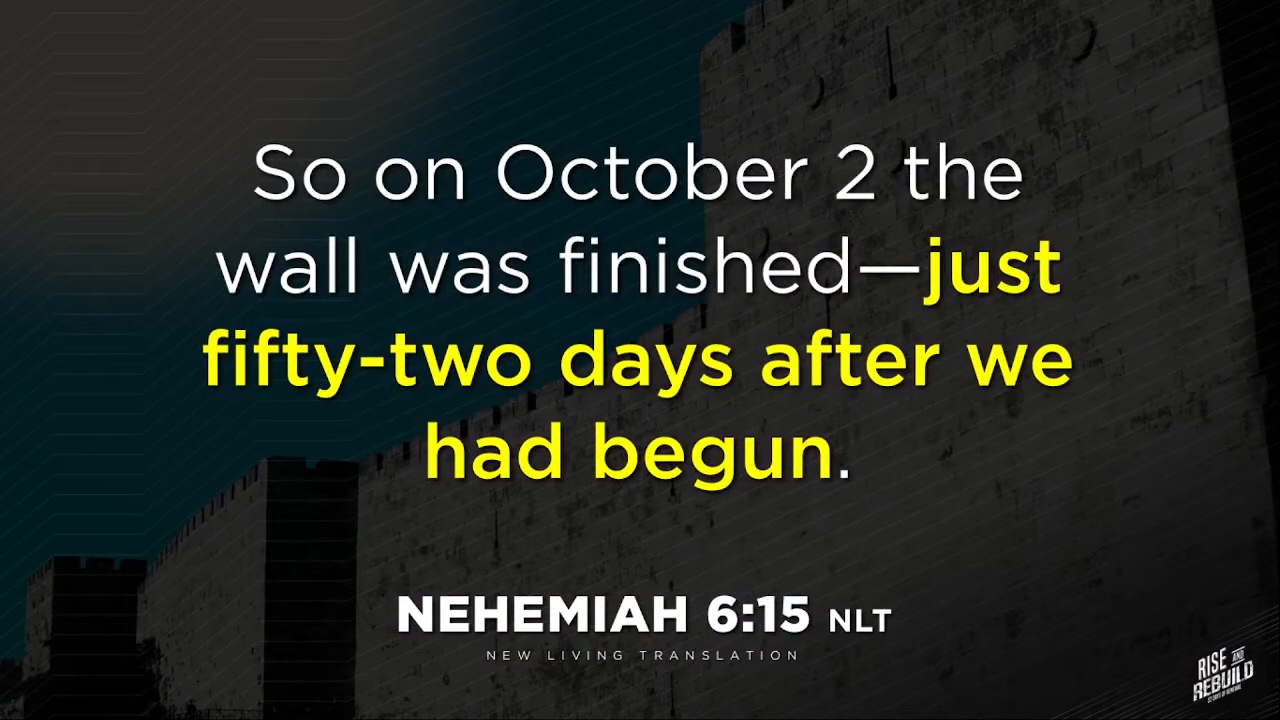 So on October 2 the
wall was finished—just
fifty-two days after we
had begun.
NEHEMIAH 6:15 NLT
NEW LIVING TRANSLATION
RISE AND
REBUILD